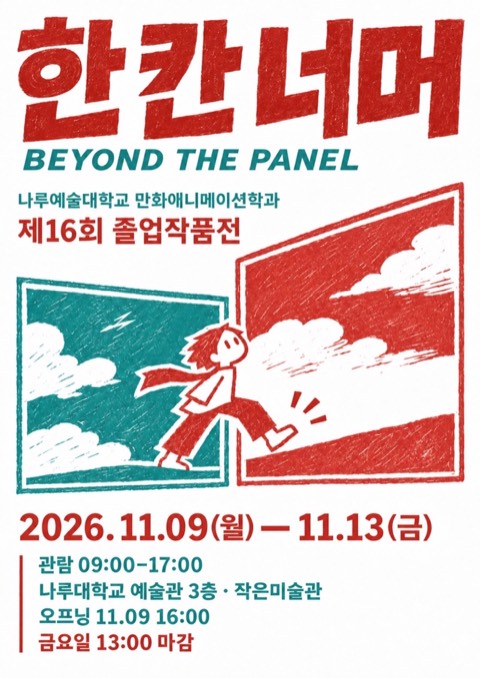 한칸너머
BEYOND THE PANEL
나루예술대학교 만화애니메이션학과
제16회 졸업작품전
2026.11.09(월) — 11.13(금)
관람 09:00–17:00
나루대학교 예술관 3층 · 작은미술관
오프닝 11.09 16:00
금요일 13:00 마감